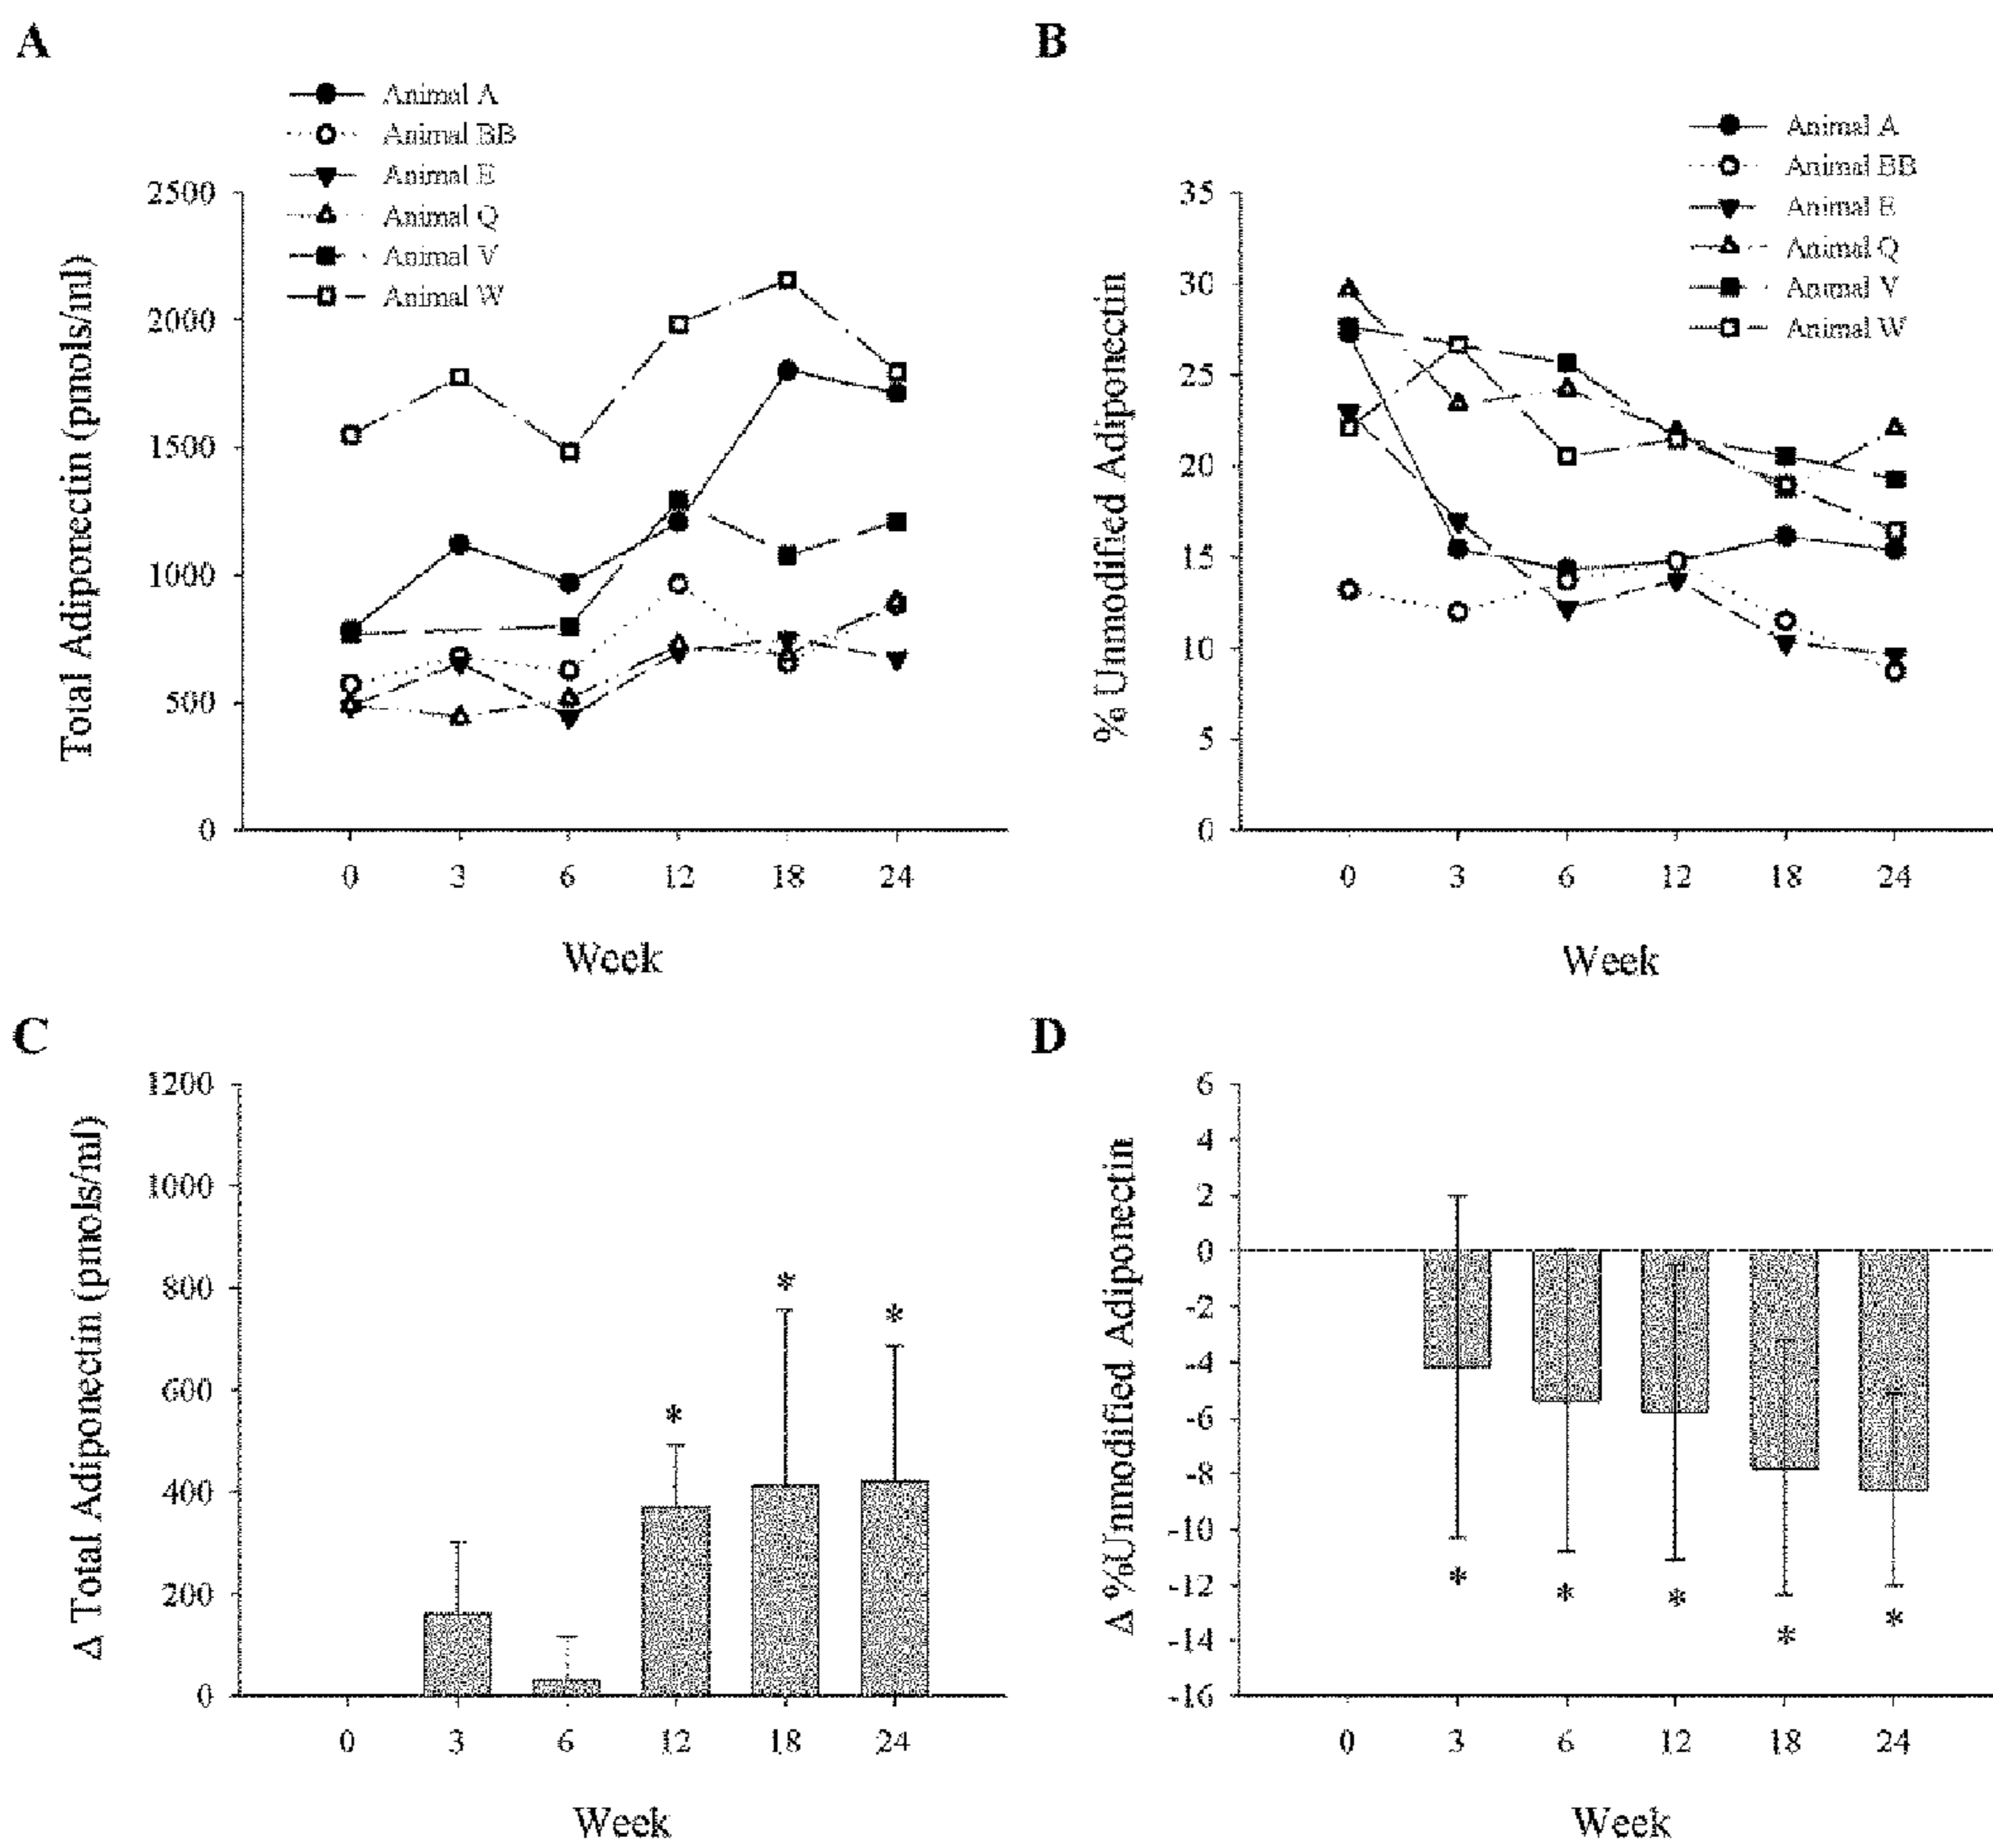 A
Animal A
Animal BB
Animal E
Animal Q
Animal V
Animal W
Total Adiponectin (pmols/ml)
2500
2000
1500
1000
500
0
0 3 6 12 18 24
Week
B
Animal A
Animal BB
Animal E
Animal Q
Animal V
Animal W
% Unmodified Adiponectin
35
30
25
20
15
10
5
0
0 3 6 12 18 24
Week
C
Δ Total Adiponectin (pmols/ml)
1200
1000
800
600
400
200
0
* * *
0 3 6 12 18 24
Week
D
Δ %Unmodified Adiponectin
6
4
2
0
-2
-4
-6
-8
-10
-12
-14
-16
* * * * *
0 3 6 12 18 24
Week